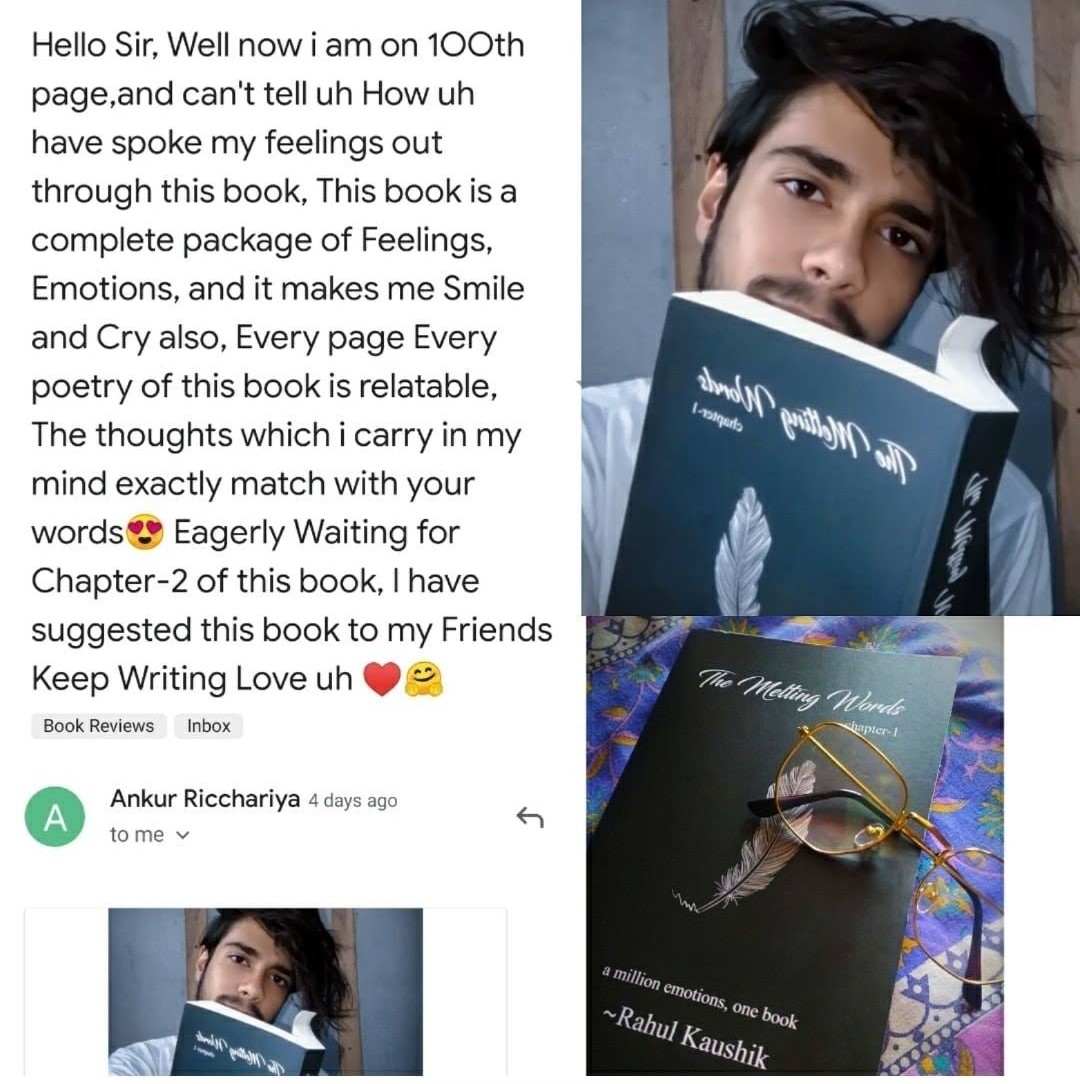 Hello Sir, Well now i am on 100th
page,and can't tell uh How uh
have spoke my feelings out
through this book, This book is a
complete package of Feelings,
Emotions, and it makes me Smile
and Cry also, Every page Every
poetry of this book is relatable,
The thoughts which i carry in my
mind exactly match with your
words😍 Eagerly Waiting for
Chapter-2 of this book, I have
suggested this book to my Friends
Keep Writing Love uh ❤️🤗
Book Reviews Inbox
A
Ankur Ricchariya 4 days ago
to me
The Melting Words
chapter-1
The Melting Words
The Melting Words
chapter-1
a million emotions, one book
~Rahul Kaushik